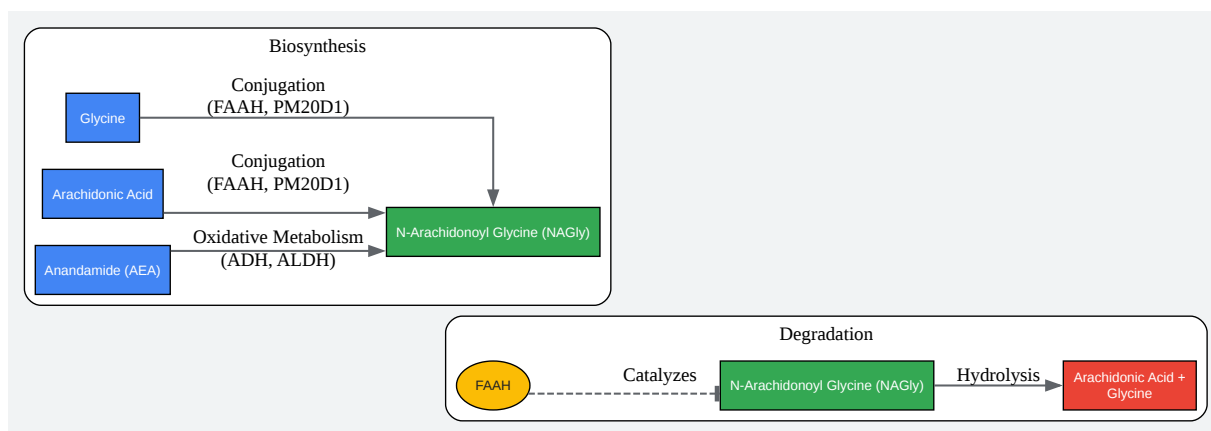 Biosynthesis
Conjugation
(FAAH, PM20D1)
Glycine
Conjugation
(FAAH, PM20D1)
Arachidonic Acid
N-Arachidonoyl Glycine (NAGly)
Oxidative Metabolism
(ADH, ALDH)
Anandamide (AEA)
Degradation
FAAH
Catalyzes
N-Arachidonoyl Glycine (NAGly)
Hydrolysis
Arachidonic Acid +
Glycine